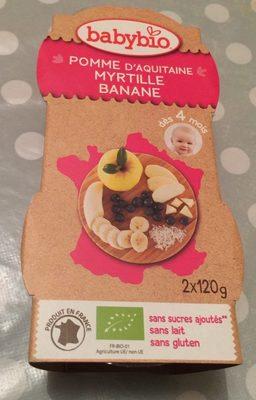 babybio
POMME D'AQUITAINE
MYRTILLE
BANANE
dès 4 mois
2x120g
PRODUIT EN FRANCE
FR-BIO-01
Agriculture UE/ non UE
sans sucres ajoutés**
sans lait
sans gluten